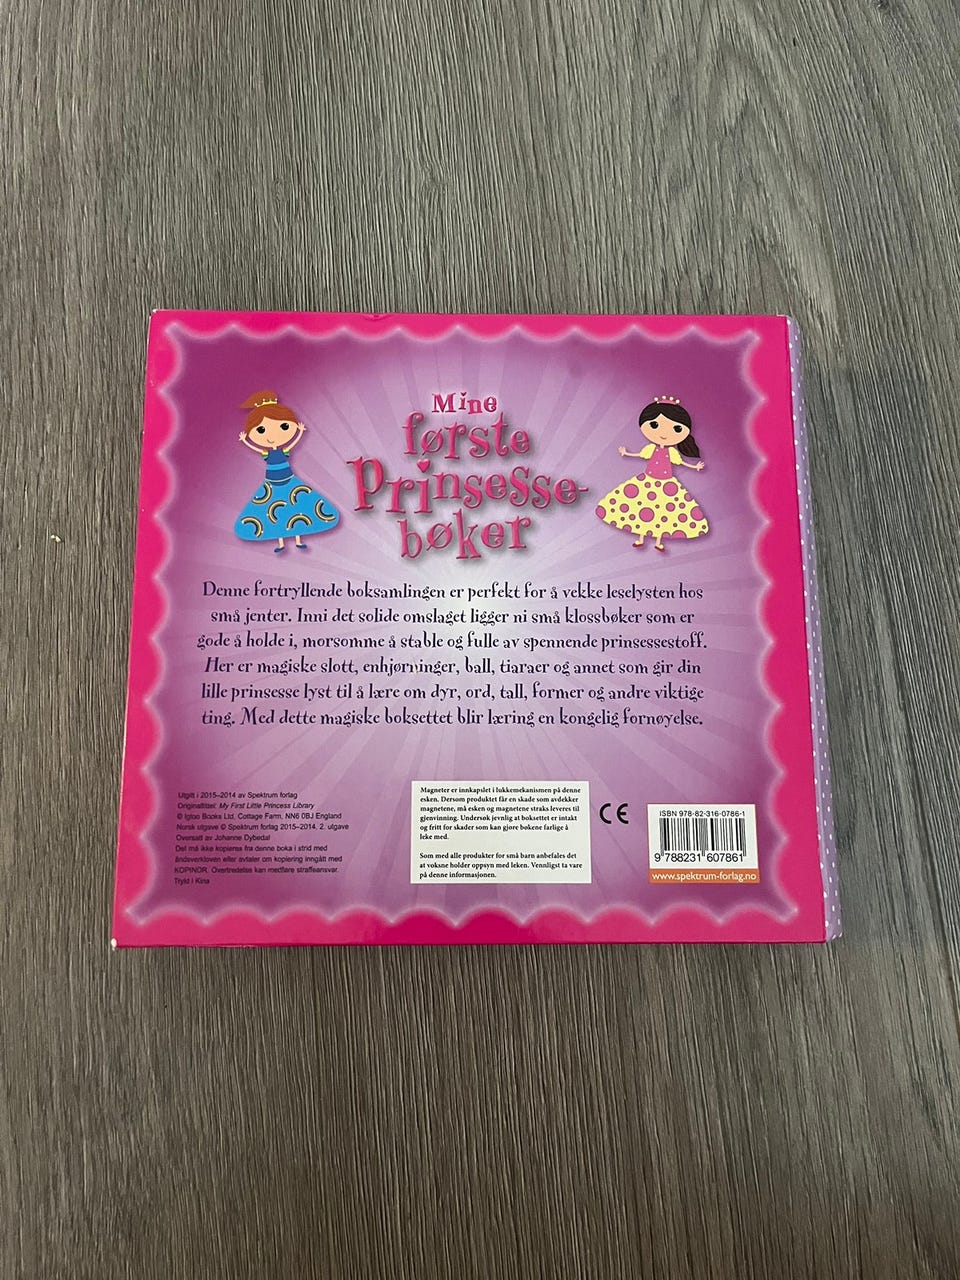 Mine
første
Prinsesse-
bøker
Denne fortryllende boksamlingen er perfekt for å vekke leselysten hos
små jenter. Inni det solide omslaget ligger ni små klossbøker som er
gode å holde i, morsomme å stable og fulle av spennende prinsessestoff.
Her er magiske slott, enhjørninger, ball, tiaraer og annet som gir din
lille prinsesse lyst til å lære om dyr, ord, tall, former og andre viktige
ting. Med dette magiske boksettet blir læring en kongelig fornøyelse.
Utgitt i 2015–2014 av Spektrum forlag
Originaltittel: My First Little Princess Library
© Igloo Books Ltd, Cottage Farm, NN6 0BJ England
Norsk utgave © Spektrum forlag 2015–2014. 2. utgave
Oversatt av Johanne Dybedal
Det må ikke kopieres fra denne boka i strid med
åndsverkloven eller avtaler om kopiering inngått med
KOPINOR. Overtredelse kan medføre straffeansvar.
Trykt i Kina
Magneter er innkapslet i lukkemekanismen på denne
esken. Dersom produktet får en skade som avdekker
magnetene, må esken og magnetene straks leveres til
gjenvinning. Undersøk jevnlig at boksettet er intakt
og fritt for skader som kan gjøre bøkene farlige å
leke med.
Som med alle produkter for små barn anbefales det
at voksne holder oppsyn med leken. Vennligst ta vare
på denne informasjonen.
CE
ISBN 978-82-316-0786-1
9 788231 607861
www.spektrum-forlag.no